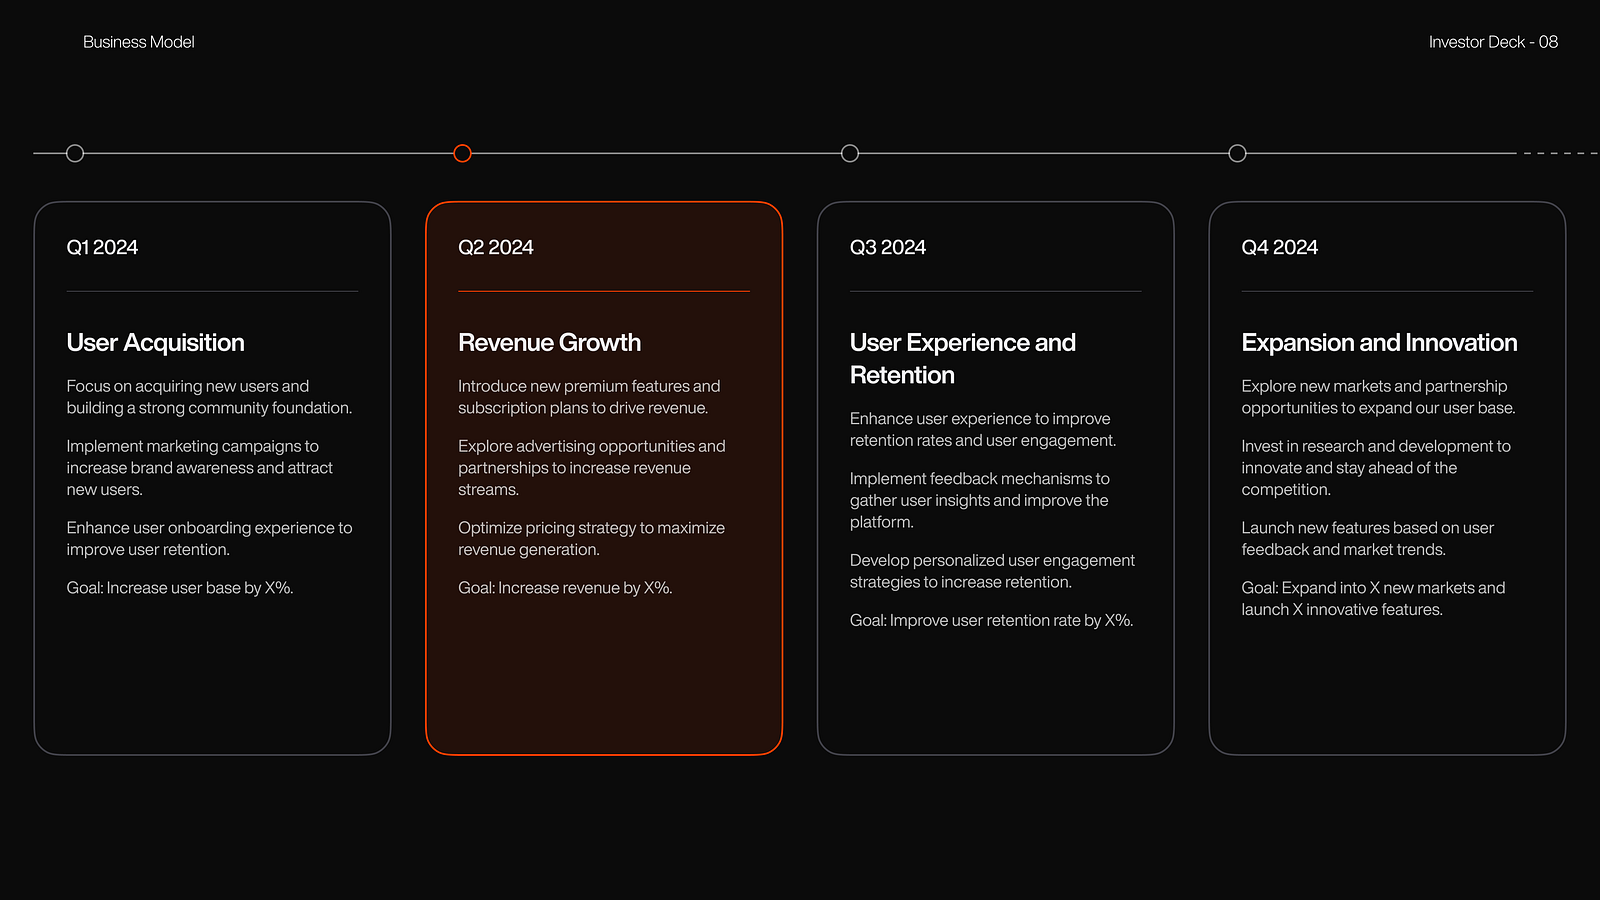 Business Model
Investor Deck - 08
Q1 2024
User Acquisition
Focus on acquiring new users and
building a strong community foundation.
Implement marketing campaigns to
increase brand awareness and attract
new users.
Enhance user onboarding experience to
improve user retention.
Goal: Increase user base by X%.
Q2 2024
Revenue Growth
Introduce new premium features and
subscription plans to drive revenue.
Explore advertising opportunities and
partnerships to increase revenue
streams.
Optimize pricing strategy to maximize
revenue generation.
Goal: Increase revenue by X%.
Q3 2024
User Experience and
Retention
Enhance user experience to improve
retention rates and user engagement.
Implement feedback mechanisms to
gather user insights and improve the
platform.
Develop personalized user engagement
strategies to increase retention.
Goal: Improve user retention rate by X%.
Q4 2024
Expansion and Innovation
Explore new markets and partnership
opportunities to expand our user base.
Invest in research and development to
innovate and stay ahead of the
competition.
Launch new features based on user
feedback and market trends.
Goal: Expand into X new markets and
launch X innovative features.